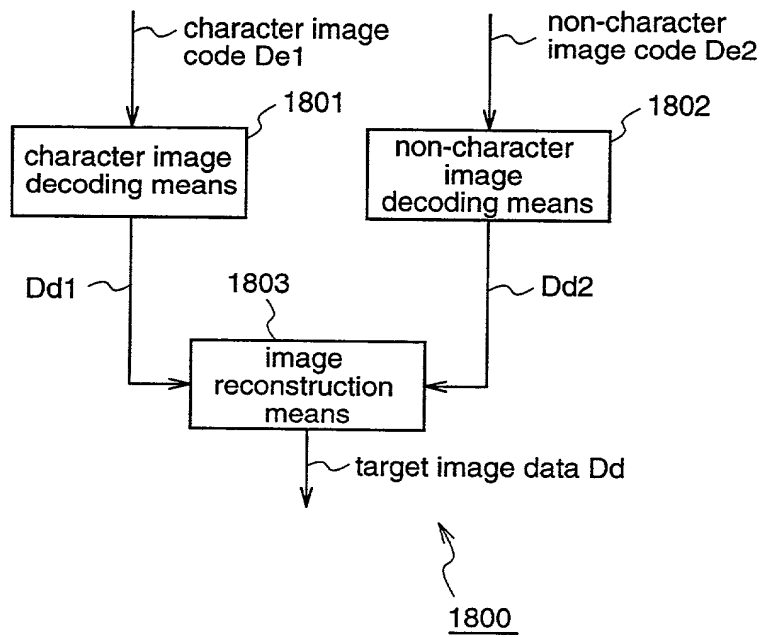 character image
code De1
non-character
image code De2
1801
1802
character image
decoding means
non-character
image
decoding means
Dd1
1803
Dd2
image
reconstruction
means
target image data Dd
1800